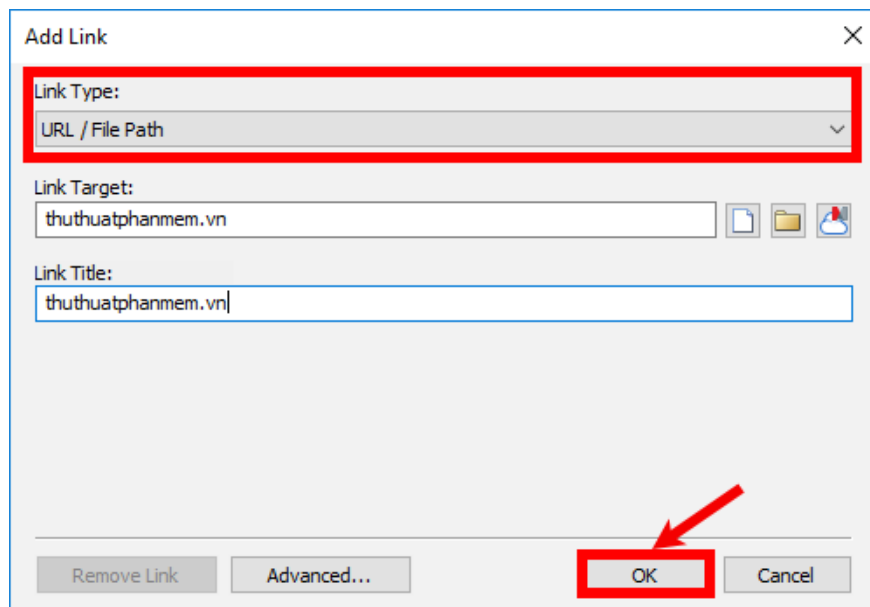 Add Link
Link Type:
URL / File Path
Link Target:
thuthuatphanmem.vn
Link Title:
thuthuatphanmem.vn
Remove Link Advanced... OK Cancel